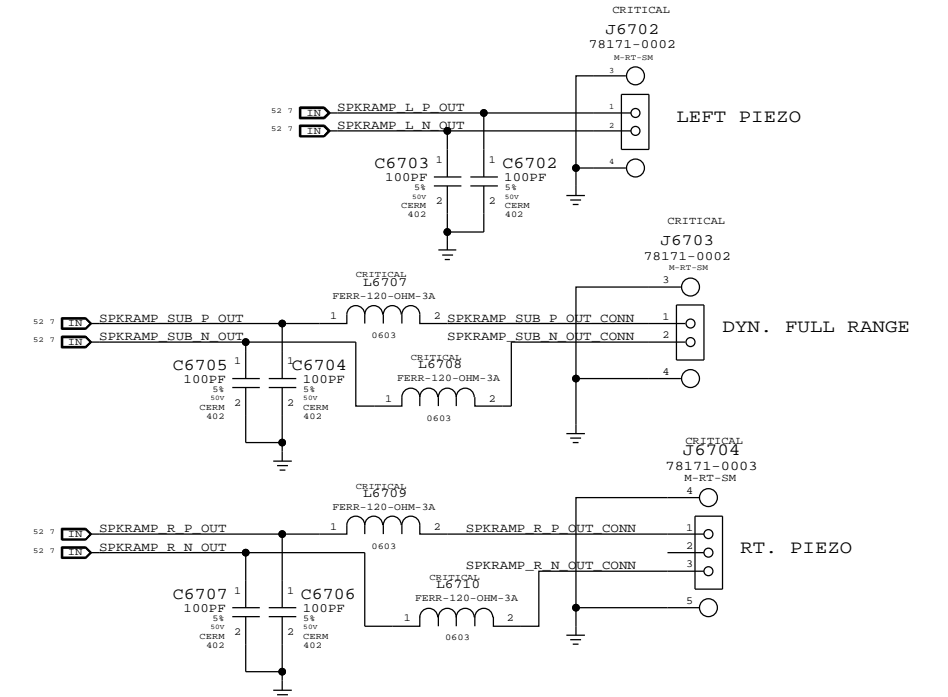 CRITICAL
J6702
78171-0002
M-RT-SM
3
52 7 IN SPKRAMP_L_P_OUT 1
52 7 IN SPKRAMP_L_N_OUT 2
LEFT PIEZO
4
C6703 1 1 C6702
100PF 100PF
5% 5%
50V 50V
CERM 2 2 CERM
402 402
CRITICAL
J6703
78171-0002
M-RT-SM
3
CRITICAL
L6707
FERR-120-OHM-3A
52 7 IN SPKRAMP_SUB_P_OUT 1 2 SPKRAMP_SUB_P_OUT_CONN 1
0603
DYN. FULL RANGE
52 7 IN SPKRAMP_SUB_N_OUT SPKRAMP_SUB_N_OUT_CONN 2
CRITICAL
L6708
FERR-120-OHM-3A
4
C6705 1 1 C6704
100PF 100PF
5% 5%
50V 50V
CERM 2 2 CERM
402 402
1 2
0603
CRITICAL
J6704
78171-0003
M-RT-SM
4
CRITICAL
L6709
FERR-120-OHM-3A
52 7 IN SPKRAMP_R_P_OUT 1 2 SPKRAMP_R_P_OUT_CONN 1
0603
52 7 IN SPKRAMP_R_N_OUT 2
RT. PIEZO
SPKRAMP_R_N_OUT_CONN 3
CRITICAL
L6710
FERR-120-OHM-3A
5
C6707 1 1 C6706
100PF 100PF
5% 5%
50V 50V
CERM 2 2 CERM
402 402
1 2
0603